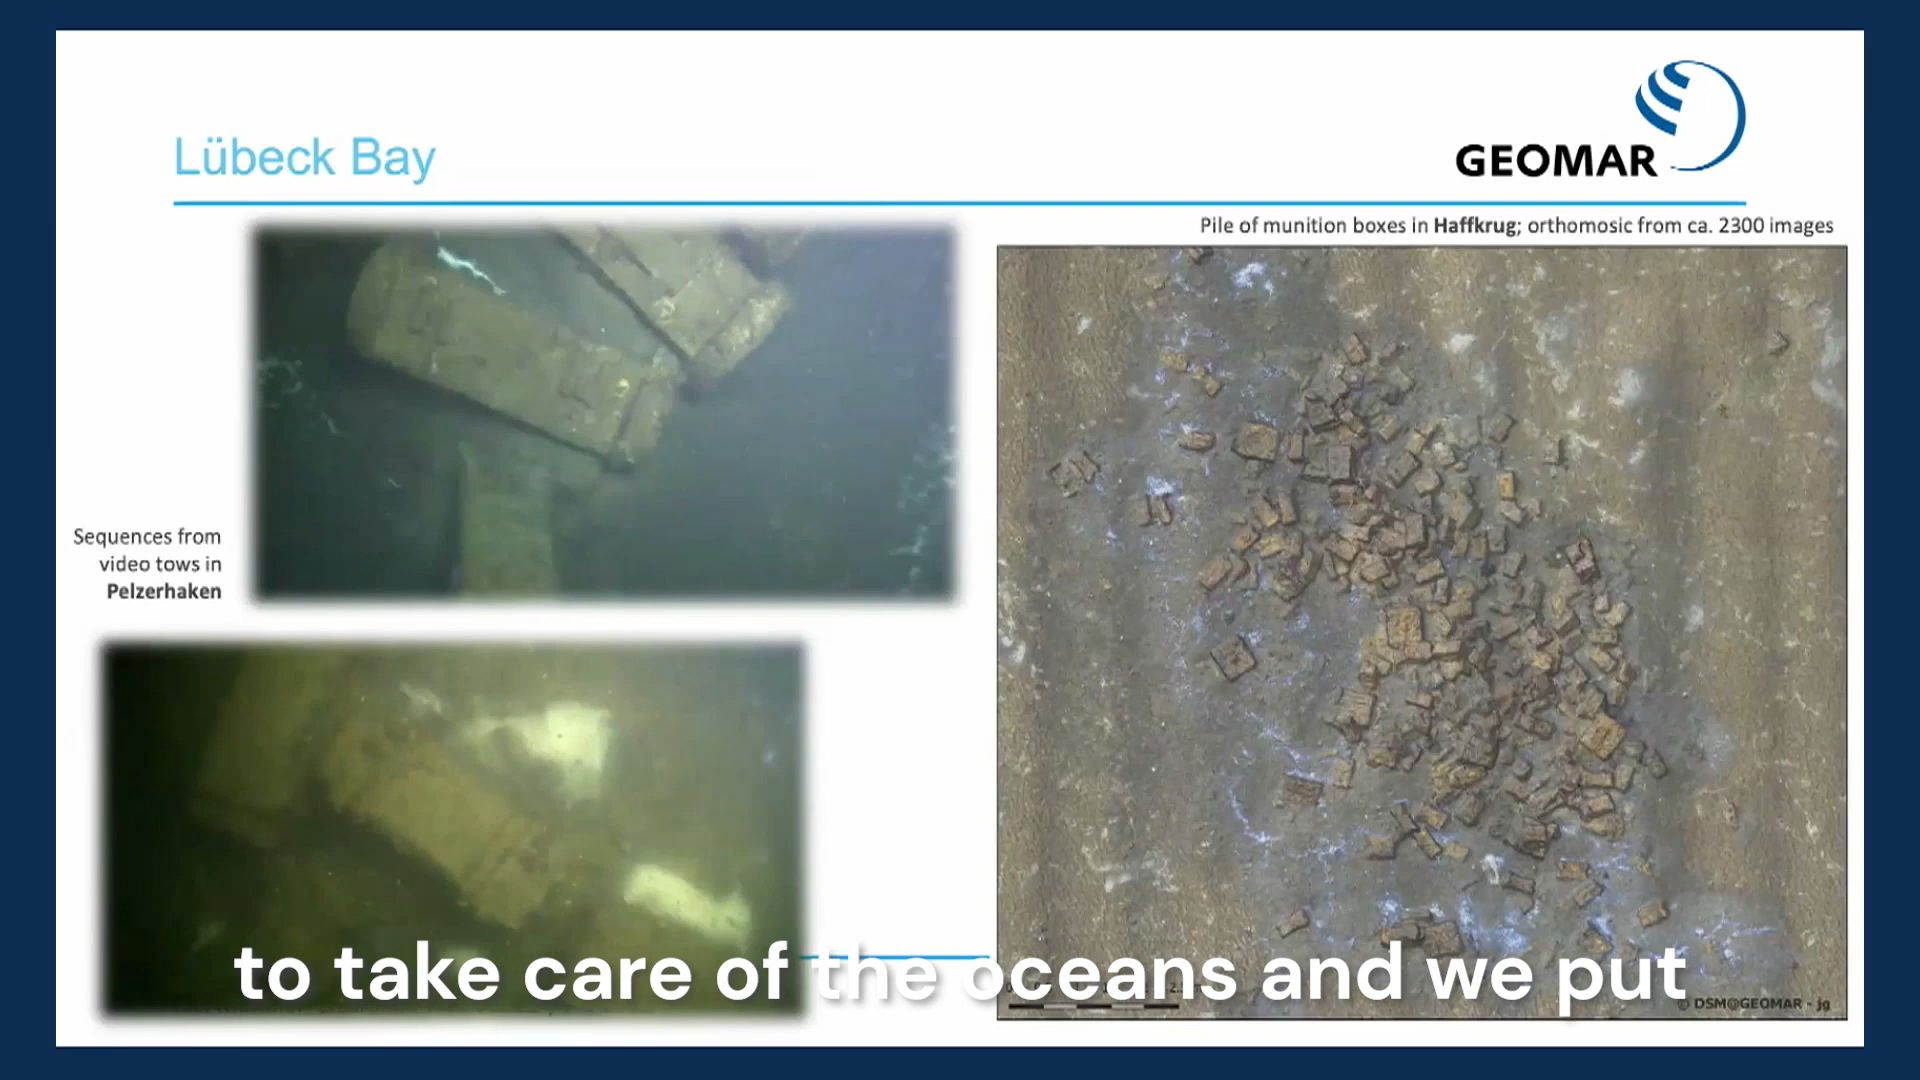 Lübeck Bay
GEOMAR
Pile of munition boxes in Haffkrug; orthomosic from ca. 2300 images
Sequences from
video tows in
Pelzerhaken
to take care of the oceans and we put
© DSM@GEOMAR - jg